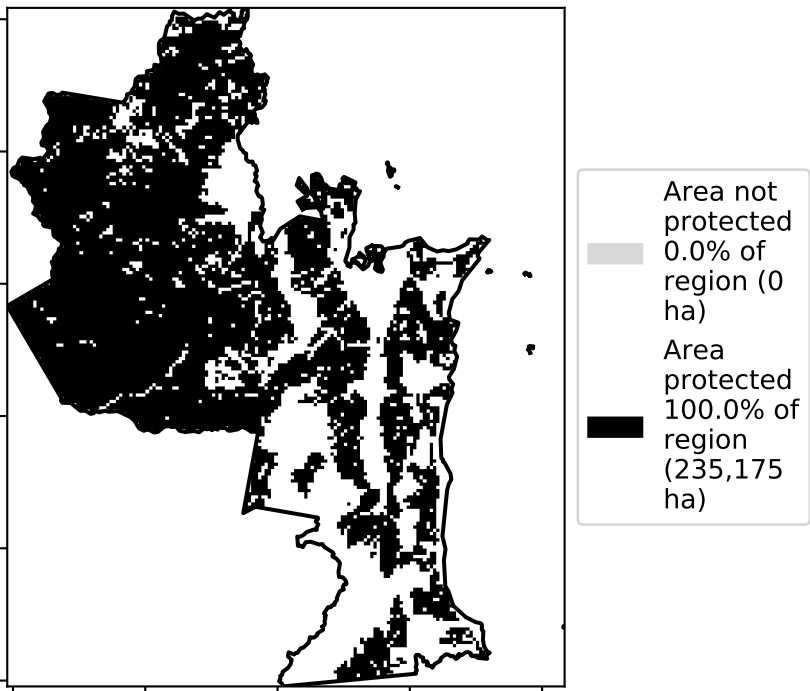 Area not
protected
0.0% of
region (0
ha)
Area
protected
100.0% of
region
(235,175
ha)